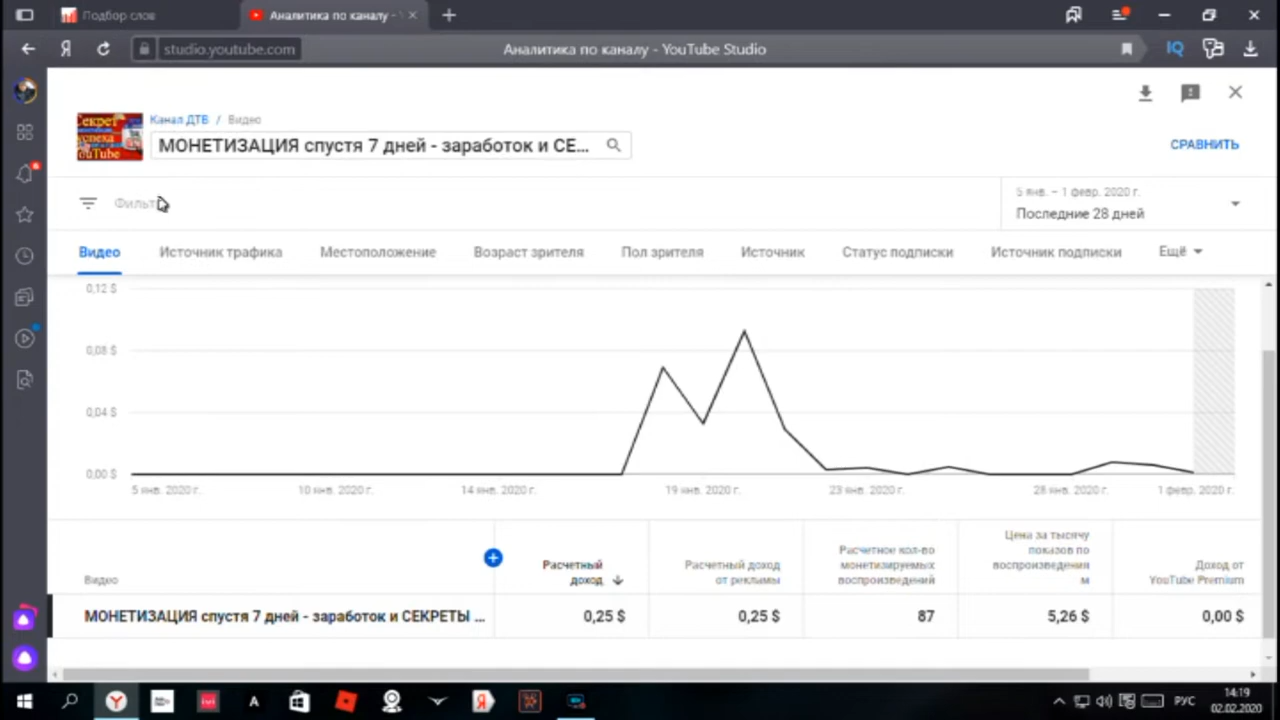 Подбор слов
Аналитика по каналу -
studio.youtube.com
Аналитика по каналу - YouTube Studio
Секрет
успеха
YouTube
Канал ДТВ / Видео
МОНЕТИЗАЦИЯ спустя 7 дней - заработок и СЕ...
СРАВНИТЬ
Фильт
5 янв. – 1 февр. 2020 г.
Последние 28 дней
Видео Источник трафика Местоположение Возраст зрителя Пол зрителя Источник Статус подписки Источник подписки Ещё
0,12 $
0,08 $
0,04 $
0,00 $
5 янв. 2020 г. 10 янв. 2020 г. 14 янв. 2020 г. 19 янв. 2020 г. 23 янв. 2020 г. 28 янв. 2020 г. 1 февр. 2020 г.
Видео
Расчетный
доход
Расчетный доход
от рекламы
Расчетное кол-во
монетизируемых
воспроизведений
Цена за тысячу
показов по
воспроизведения
м
Доход от
YouTube Premium
МОНЕТИЗАЦИЯ спустя 7 дней - заработок и СЕКРЕТЫ ... 0,25 $ 0,25 $ 87 5,26 $ 0,00 $
РУС
14:19
02.02.2020